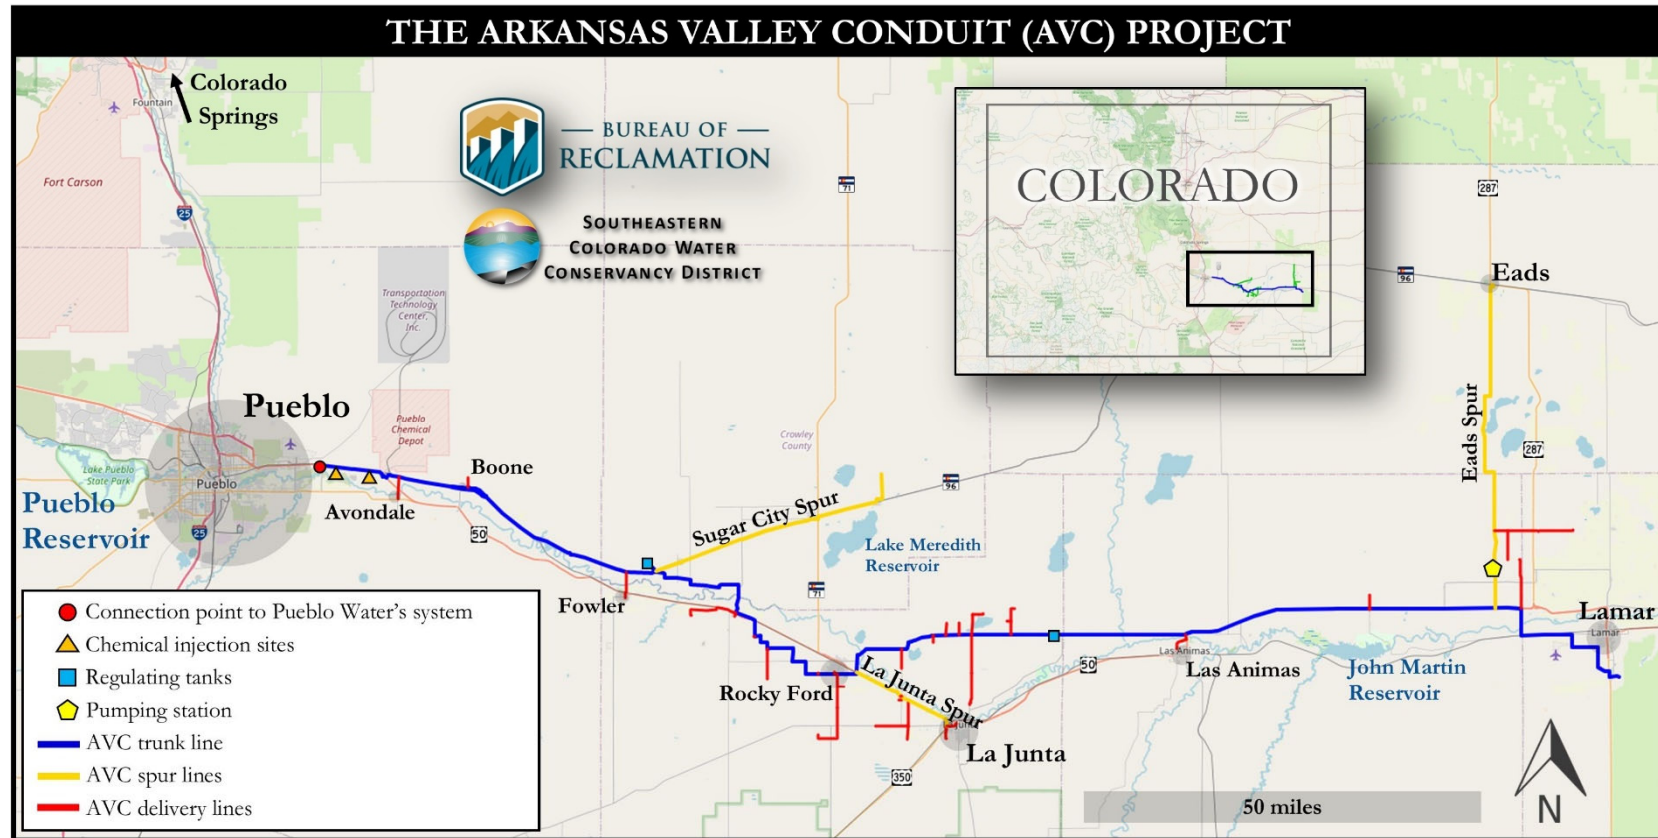 THE ARKANSAS VALLEY CONDUIT (AVC) PROJECT
Colorado
Springs
Fountain
Fort Carson
25
BUREAU OF
RECLAMATION
SOUTHEASTERN
COLORADO WATER
CONSERVANCY DISTRICT
71
COLORADO
287
96
Eads
Transportation
Technology
Center,
Inc.
Pueblo
Pueblo
Chemical
Depot
Crowley
County
Eads Spur
287
Lake Pueblo
State Park
Pueblo
Boone
Avondale
96
Sugar City Spur
Pueblo
Reservoir
25
50
Lake Meredith
Reservoir
Fowler
71
Lamar
Lamar
Rocky Ford
La Junta Spur
50
Las Animas
Las Animas
John Martin
Reservoir
La Junta
350
Connection point to Pueblo Water's system
Chemical injection sites
Regulating tanks
Pumping station
AVC trunk line
AVC spur lines
AVC delivery lines
50 miles
N